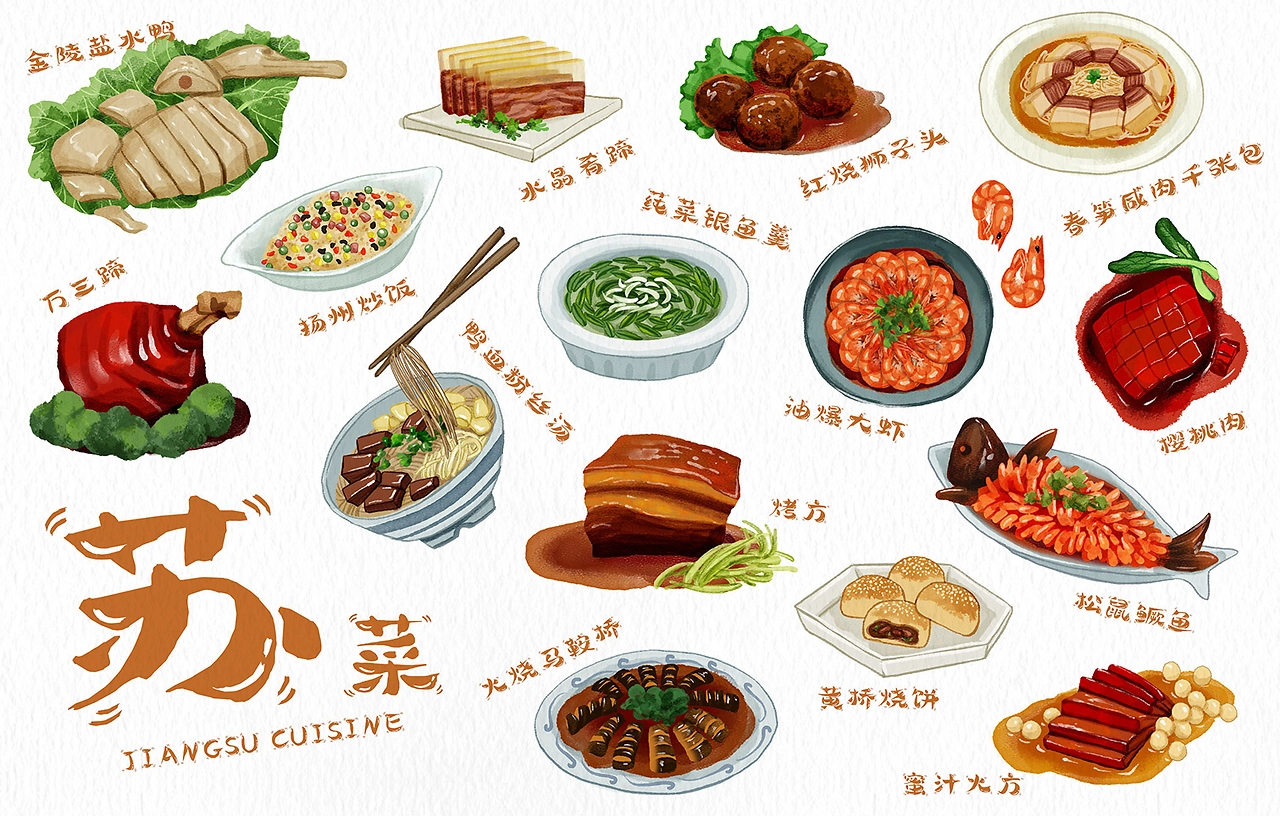 金陵盐水鸭
水晶肴蹄
红烧狮子头
春笋咸肉千张包
莼菜银鱼羹
万三蹄
扬州炒饭
鸭血粉丝汤
油爆大虾
樱桃肉
烤方
松鼠鳜鱼
苏菜
JIANGSU CUISINE
火烧马鞍桥
黄桥烧饼
蜜汁火方